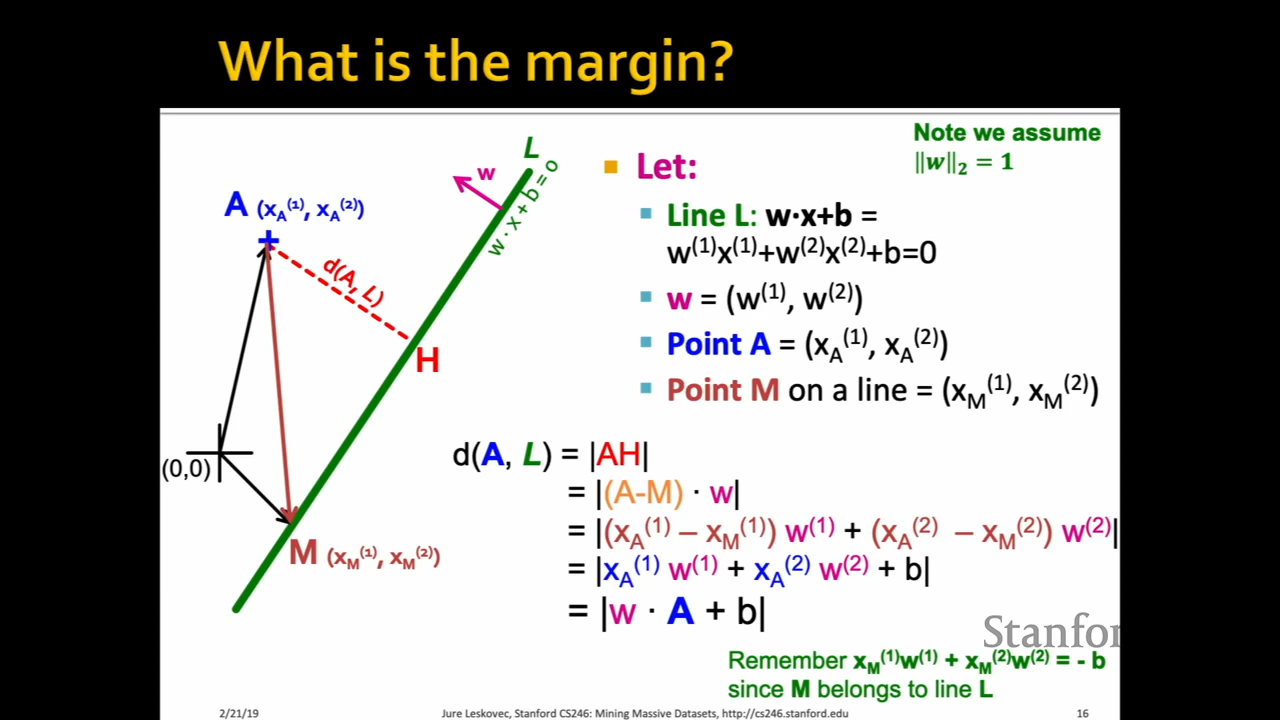 What is the margin?
Note we assume
‖w‖₂ = 1
L
w
w · x + b = 0
A (x_A⁽¹⁾, x_A⁽²⁾)
d(A, L)
H
(0,0)
M (x_M⁽¹⁾, x_M⁽²⁾)
Let:
Line L: w·x+b =
w⁽¹⁾x⁽¹⁾+w⁽²⁾x⁽²⁾+b=0
w = (w⁽¹⁾, w⁽²⁾)
Point A = (x_A⁽¹⁾, x_A⁽²⁾)
Point M on a line = (x_M⁽¹⁾, x_M⁽²⁾)
d(A, L) = |AH|
= |(A-M) · w|
= |(x_A⁽¹⁾ – x_M⁽¹⁾) w⁽¹⁾ + (x_A⁽²⁾ – x_M⁽²⁾) w⁽²⁾|
= |x_A⁽¹⁾ w⁽¹⁾ + x_A⁽²⁾ w⁽²⁾ + b|
= |w · A + b|
Stanfor
Remember x_M⁽¹⁾w⁽¹⁾ + x_M⁽²⁾w⁽²⁾ = - b
since M belongs to line L
2/21/19
Jure Leskovec, Stanford CS246: Mining Massive Datasets, http://cs246.stanford.edu
16